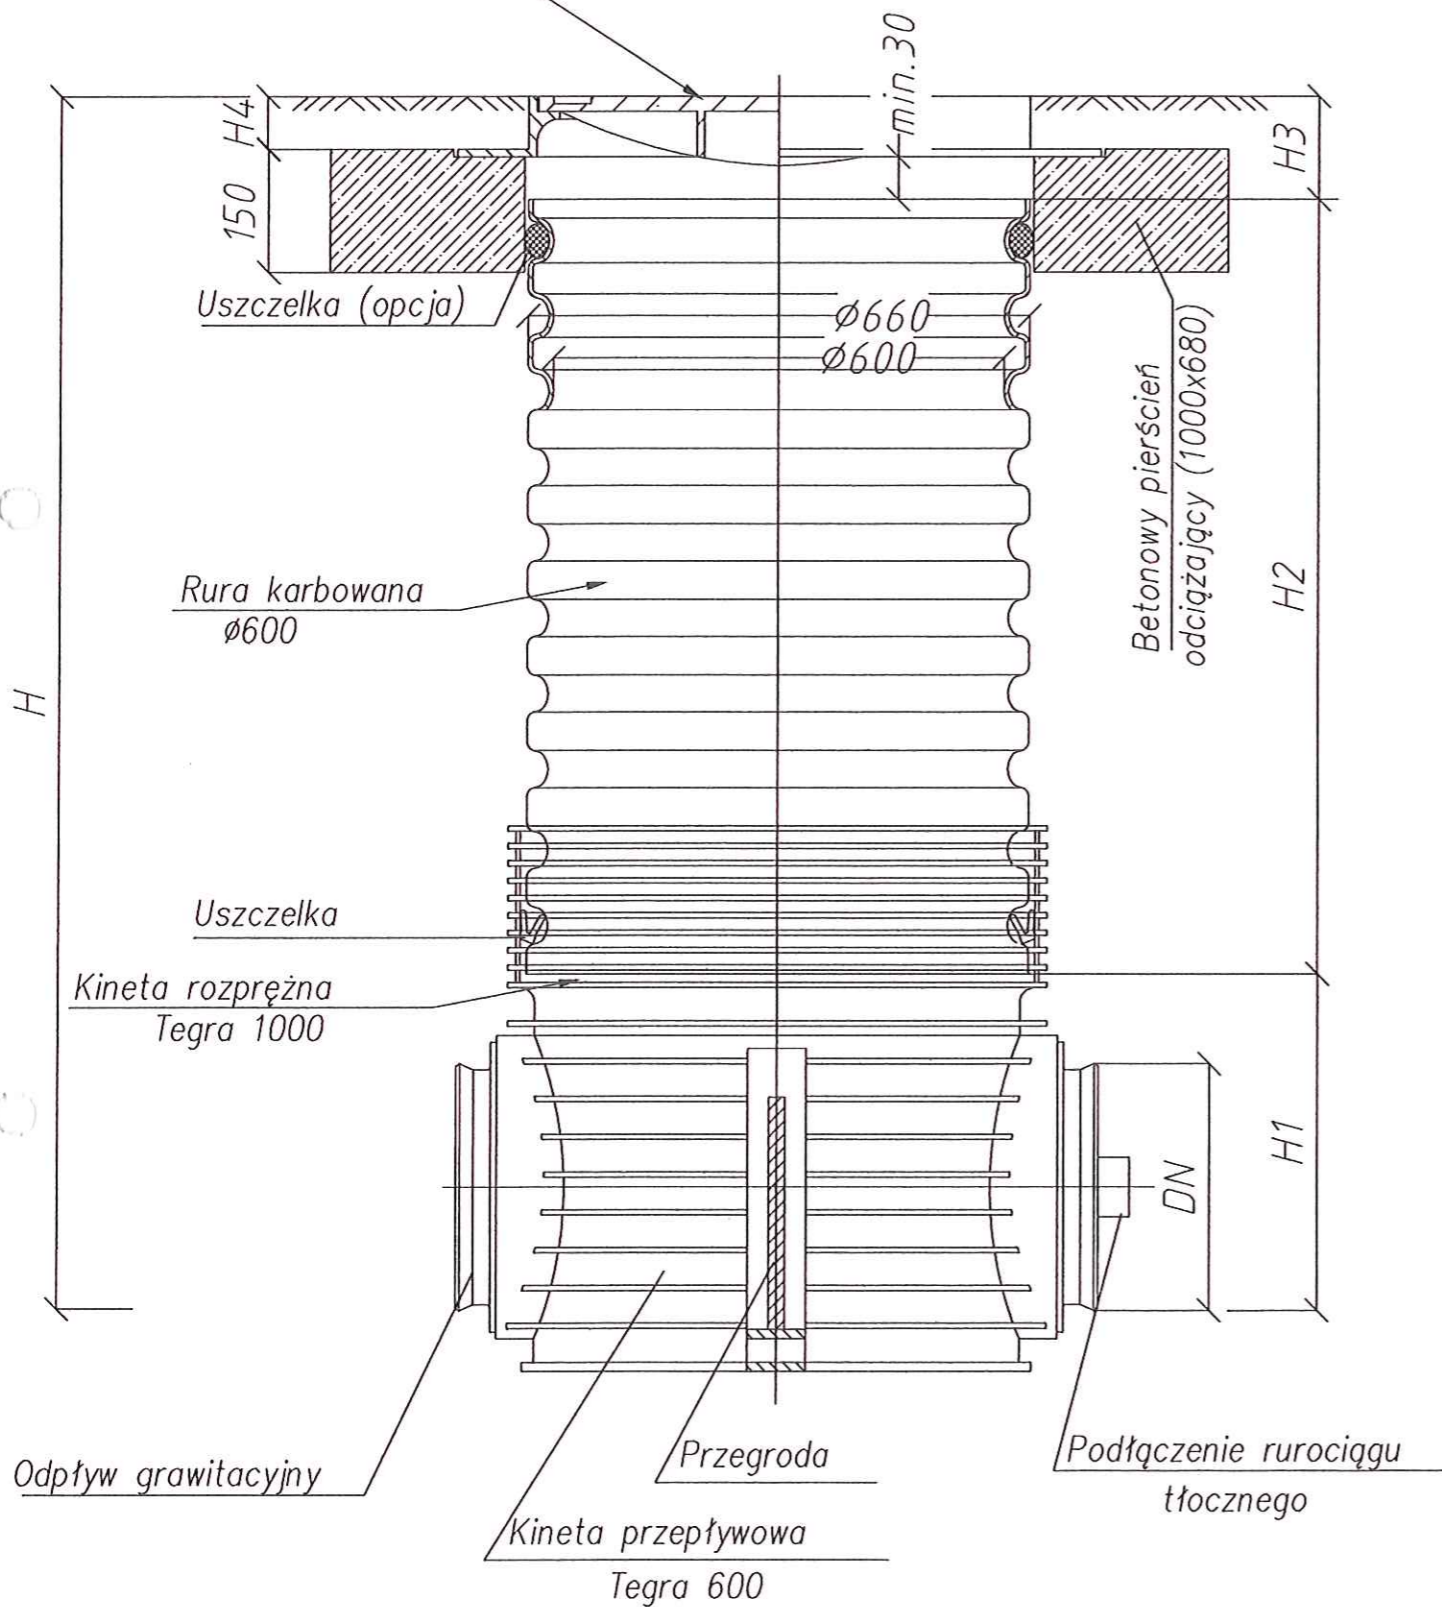 min.30
H4
H3
150
Uszczelka (opcja)
Ø660
Ø600
Betonowy pierścień
odciążający (1000x680)
Rura karbowana
Ø600
H2
H
Uszczelka
Kineta rozprężna
Tegra 1000
DN
H1
Odpływ grawitacyjny
Przegroda
Podłączenie rurociągu
tłocznego
Kineta przepływowa
Tegra 600